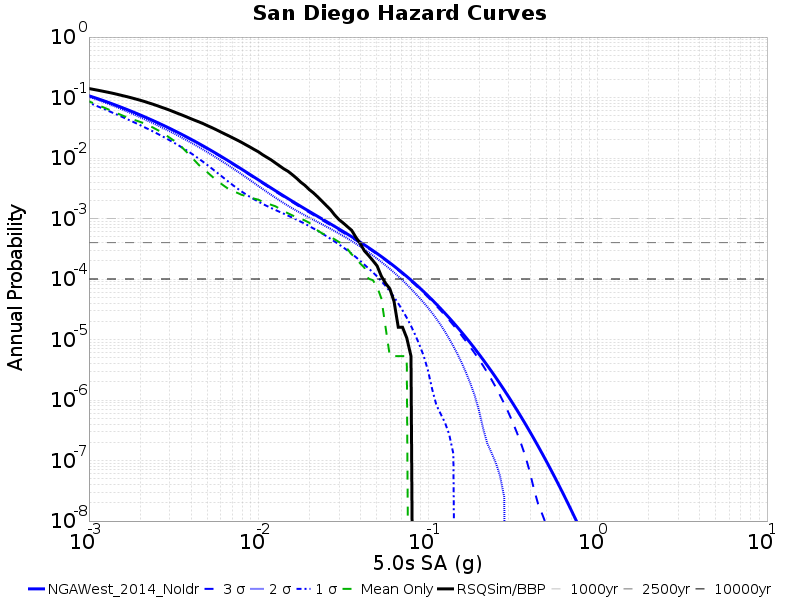 San Diego Hazard Curves
10^0
10^-1
10^-2
10^-3
10^-4
10^-5
10^-6
10^-7
10^-8
Annual Probability
10^-3 10^-2 10^-1 10^0 10^1
5.0s SA (g)
NGAWest_2014_NoIdr 3 σ 2 σ 1 σ Mean Only RSQSim/BBP 1000yr 2500yr 10000yr